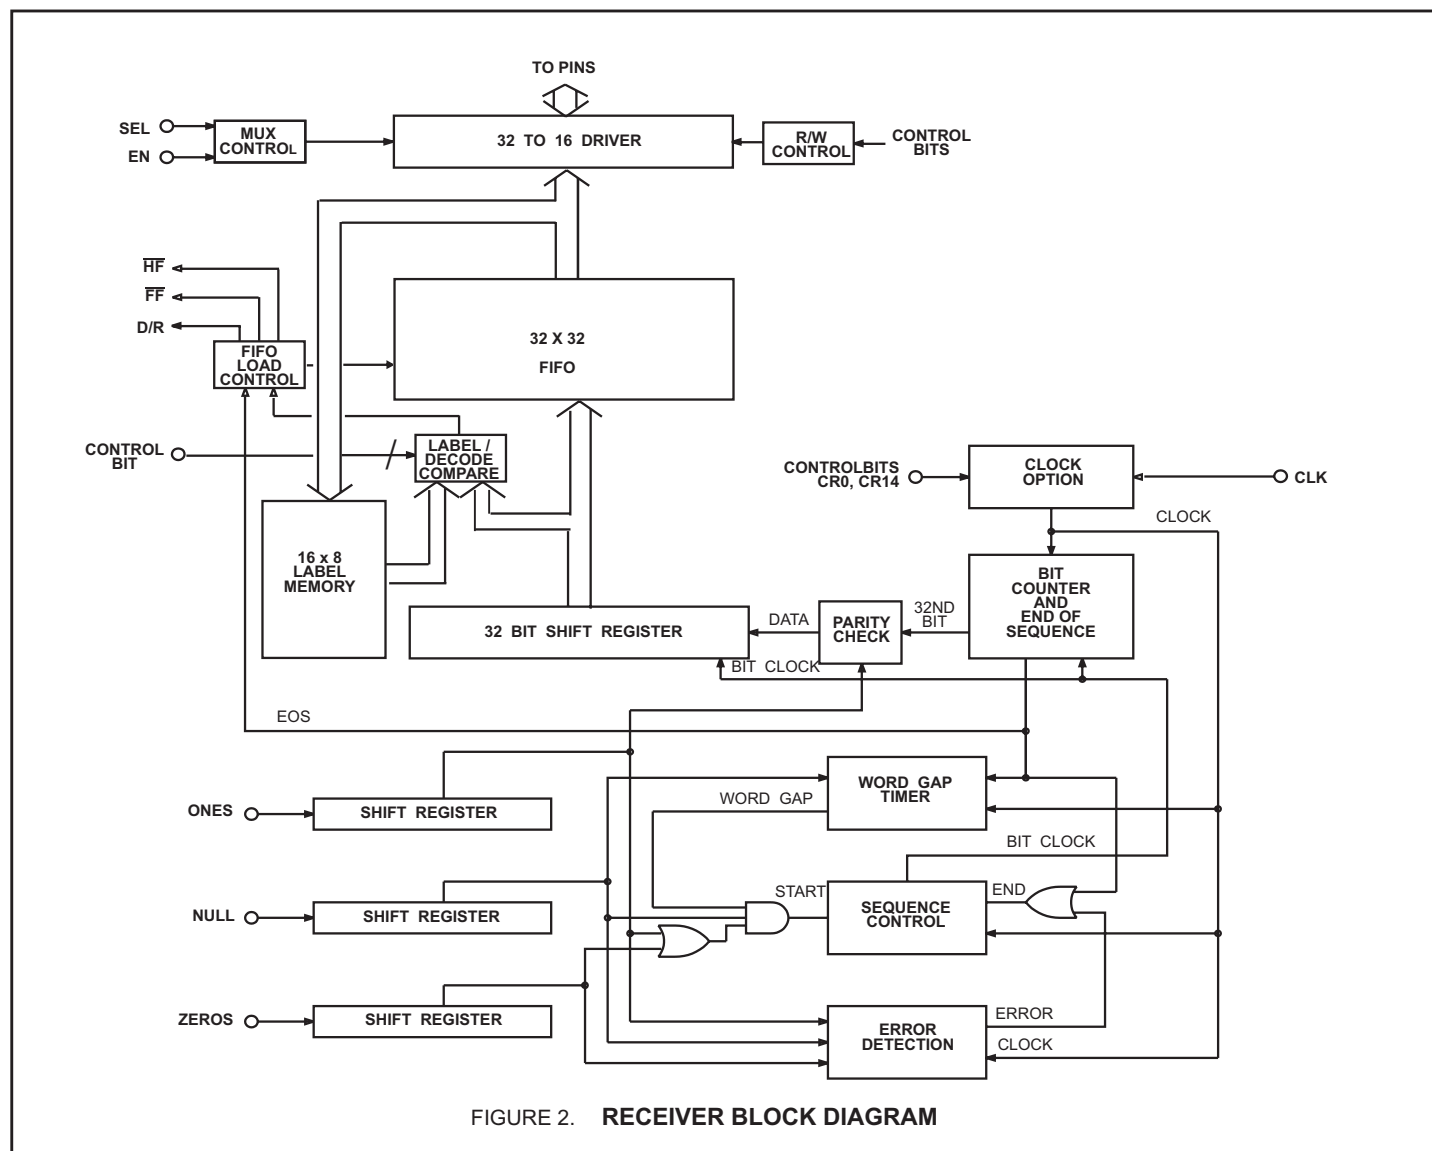 TO PINS
SEL
EN
MUX
CONTROL
32 TO 16 DRIVER
R/W
CONTROL
CONTROL
BITS
HF
FF
D/R
FIFO
LOAD
CONTROL
32 X 32
FIFO
CONTROL
BIT
LABEL /
DECODE
COMPARE
CONTROLBITS
CR0, CR14
CLOCK
OPTION
CLK
CLOCK
16 x 8
LABEL
MEMORY
BIT
COUNTER
AND
END OF
SEQUENCE
32 BIT SHIFT REGISTER
DATA
PARITY
CHECK
32ND
BIT
BIT CLOCK
EOS
WORD GAP
WORD GAP
TIMER
ONES
SHIFT REGISTER
BIT CLOCK
NULL
SHIFT REGISTER
START
SEQUENCE
CONTROL
END
ZEROS
SHIFT REGISTER
ERROR
DETECTION
ERROR
CLOCK
FIGURE 2. RECEIVER BLOCK DIAGRAM